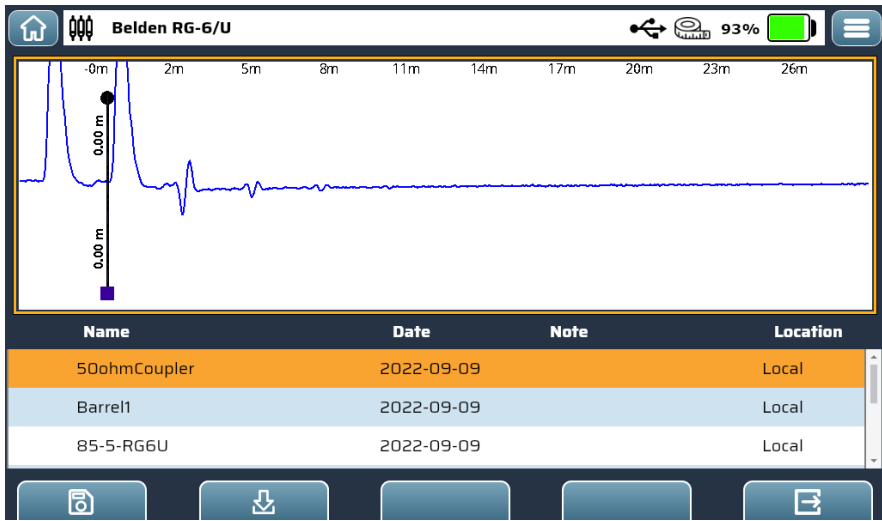 Belden RG-6/U 93%
-0m 2m 5m 8m 11m 14m 17m 20m 23m 26m
0.00 m
0.00 m
Name Date Note Location
50ohmCoupler 2022-09-09 Local
Barrel1 2022-09-09 Local
85-5-RG6U 2022-09-09 Local